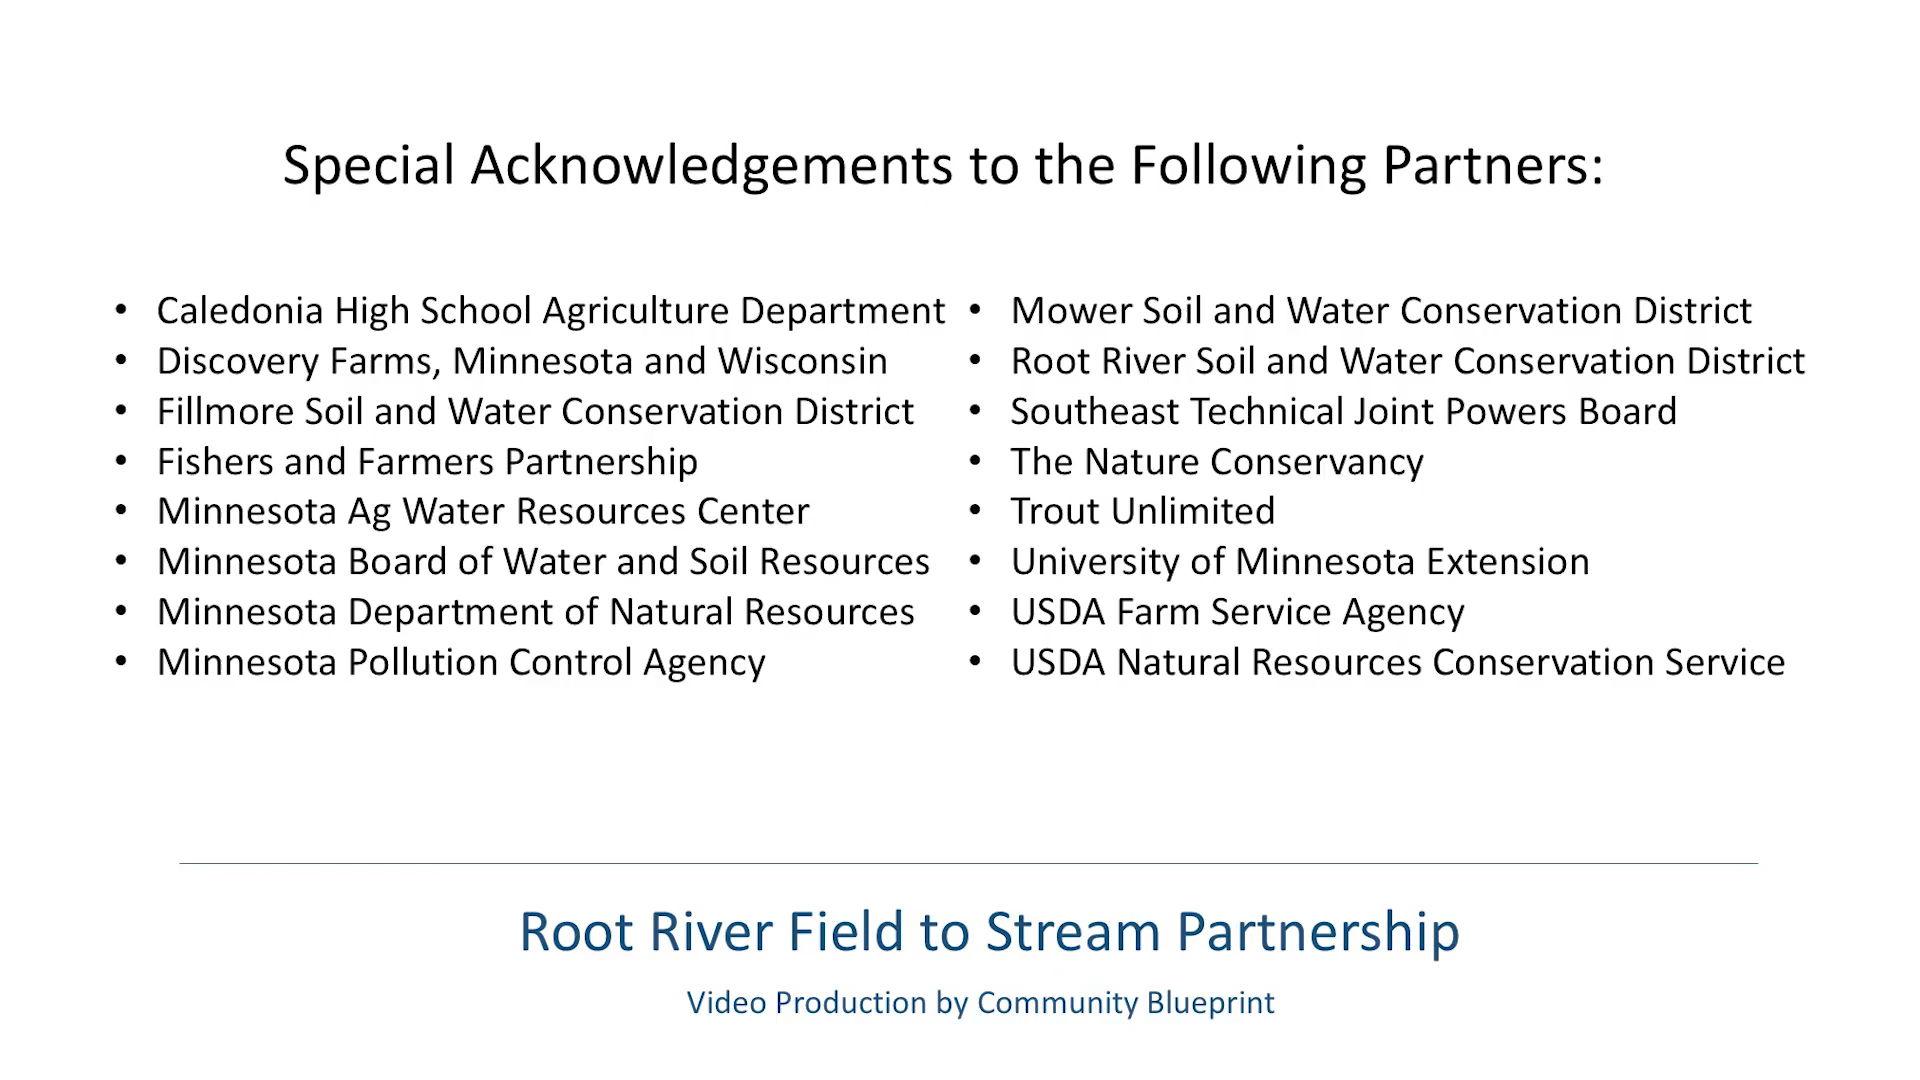 Special Acknowledgements to the Following Partners:
• Caledonia High School Agriculture Department
• Discovery Farms, Minnesota and Wisconsin
• Fillmore Soil and Water Conservation District
• Fishers and Farmers Partnership
• Minnesota Ag Water Resources Center
• Minnesota Board of Water and Soil Resources
• Minnesota Department of Natural Resources
• Minnesota Pollution Control Agency
• Mower Soil and Water Conservation District
• Root River Soil and Water Conservation District
• Southeast Technical Joint Powers Board
• The Nature Conservancy
• Trout Unlimited
• University of Minnesota Extension
• USDA Farm Service Agency
• USDA Natural Resources Conservation Service
Root River Field to Stream Partnership
Video Production by Community Blueprint